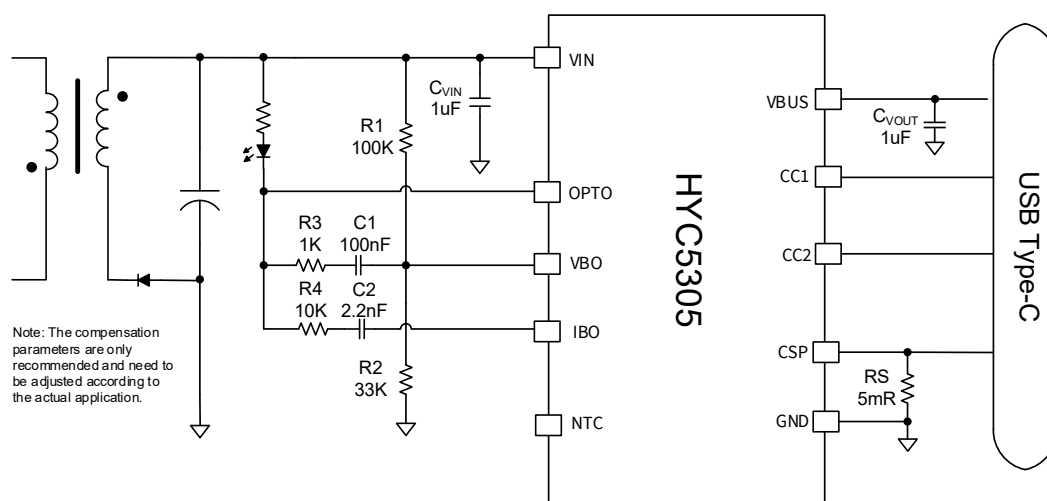 VIN
C_VIN
1uF
R1
100K
OPTO
R3
1K
C1
100nF
VBO
R4
10K
C2
2.2nF
IBO
R2
33K
NTC
HYC5305
VBUS
C_VOUT
1uF
CC1
CC2
CSP
RS
5mR
GND
USB Type-C
Note: The compensation
parameters are only
recommended and need to
be adjusted according to
the actual application.